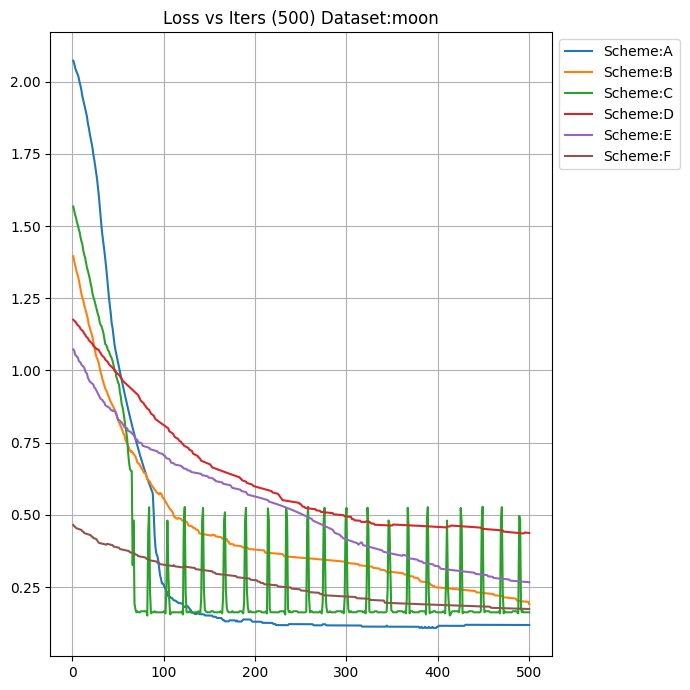 Loss vs Iters (500) Dataset:moon
Scheme:A
Scheme:B
Scheme:C
Scheme:D
Scheme:E
Scheme:F
2.00
1.75
1.50
1.25
1.00
0.75
0.50
0.25
0 100 200 300 400 500